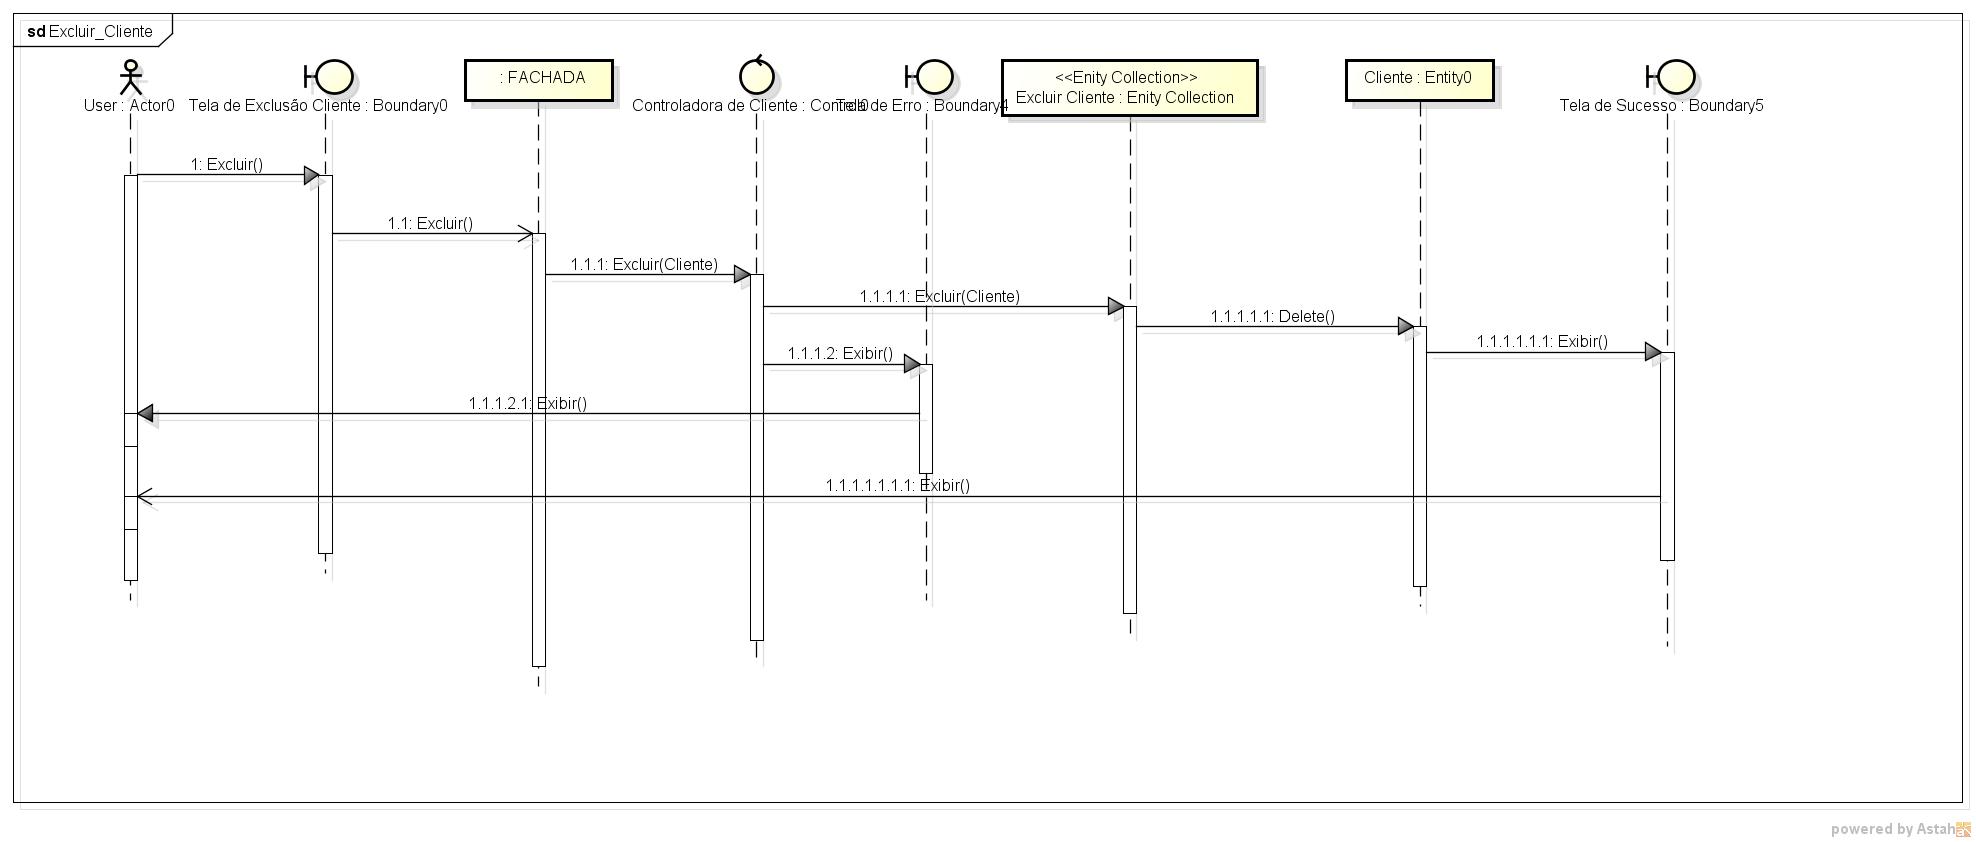 sd Excluir_Cliente
User : Actor0
Tela de Exclusão Cliente : Boundary0
: FACHADA
Controladora de Cliente : Control0
Tela de Erro : Boundary4
<<Enity Collection>>
Excluir Cliente : Enity Collection
Cliente : Entity0
Tela de Sucesso : Boundary5
1: Excluir()
1.1: Excluir()
1.1.1: Excluir(Cliente)
1.1.1.1: Excluir(Cliente)
1.1.1.1.1: Delete()
1.1.1.1.1.1: Exibir()
1.1.1.2: Exibir()
1.1.1.2.1: Exibir()
1.1.1.1.1.1.1: Exibir()
powered by Astah